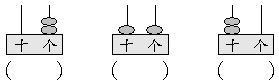 十 个 十 个 十 个
( ) ( ) ( )